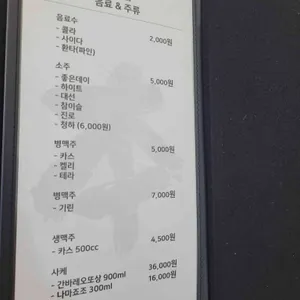 음료 & 주류
음료수 2,000원
- 콜라
- 사이다
- 환타(파인)
소주 5,000원
- 좋은데이
- 하이트
- 대선
- 참이슬
- 진로
- 청하 (6,000원)
병맥주 5,000원
- 카스
- 켈리
- 테라
병맥주 7,000원
- 기린
생맥주 4,500원
- 카스 500cc
사케
- 간바레오또상 900ml 36,000원
- 나마쵸조 300ml 16,000원